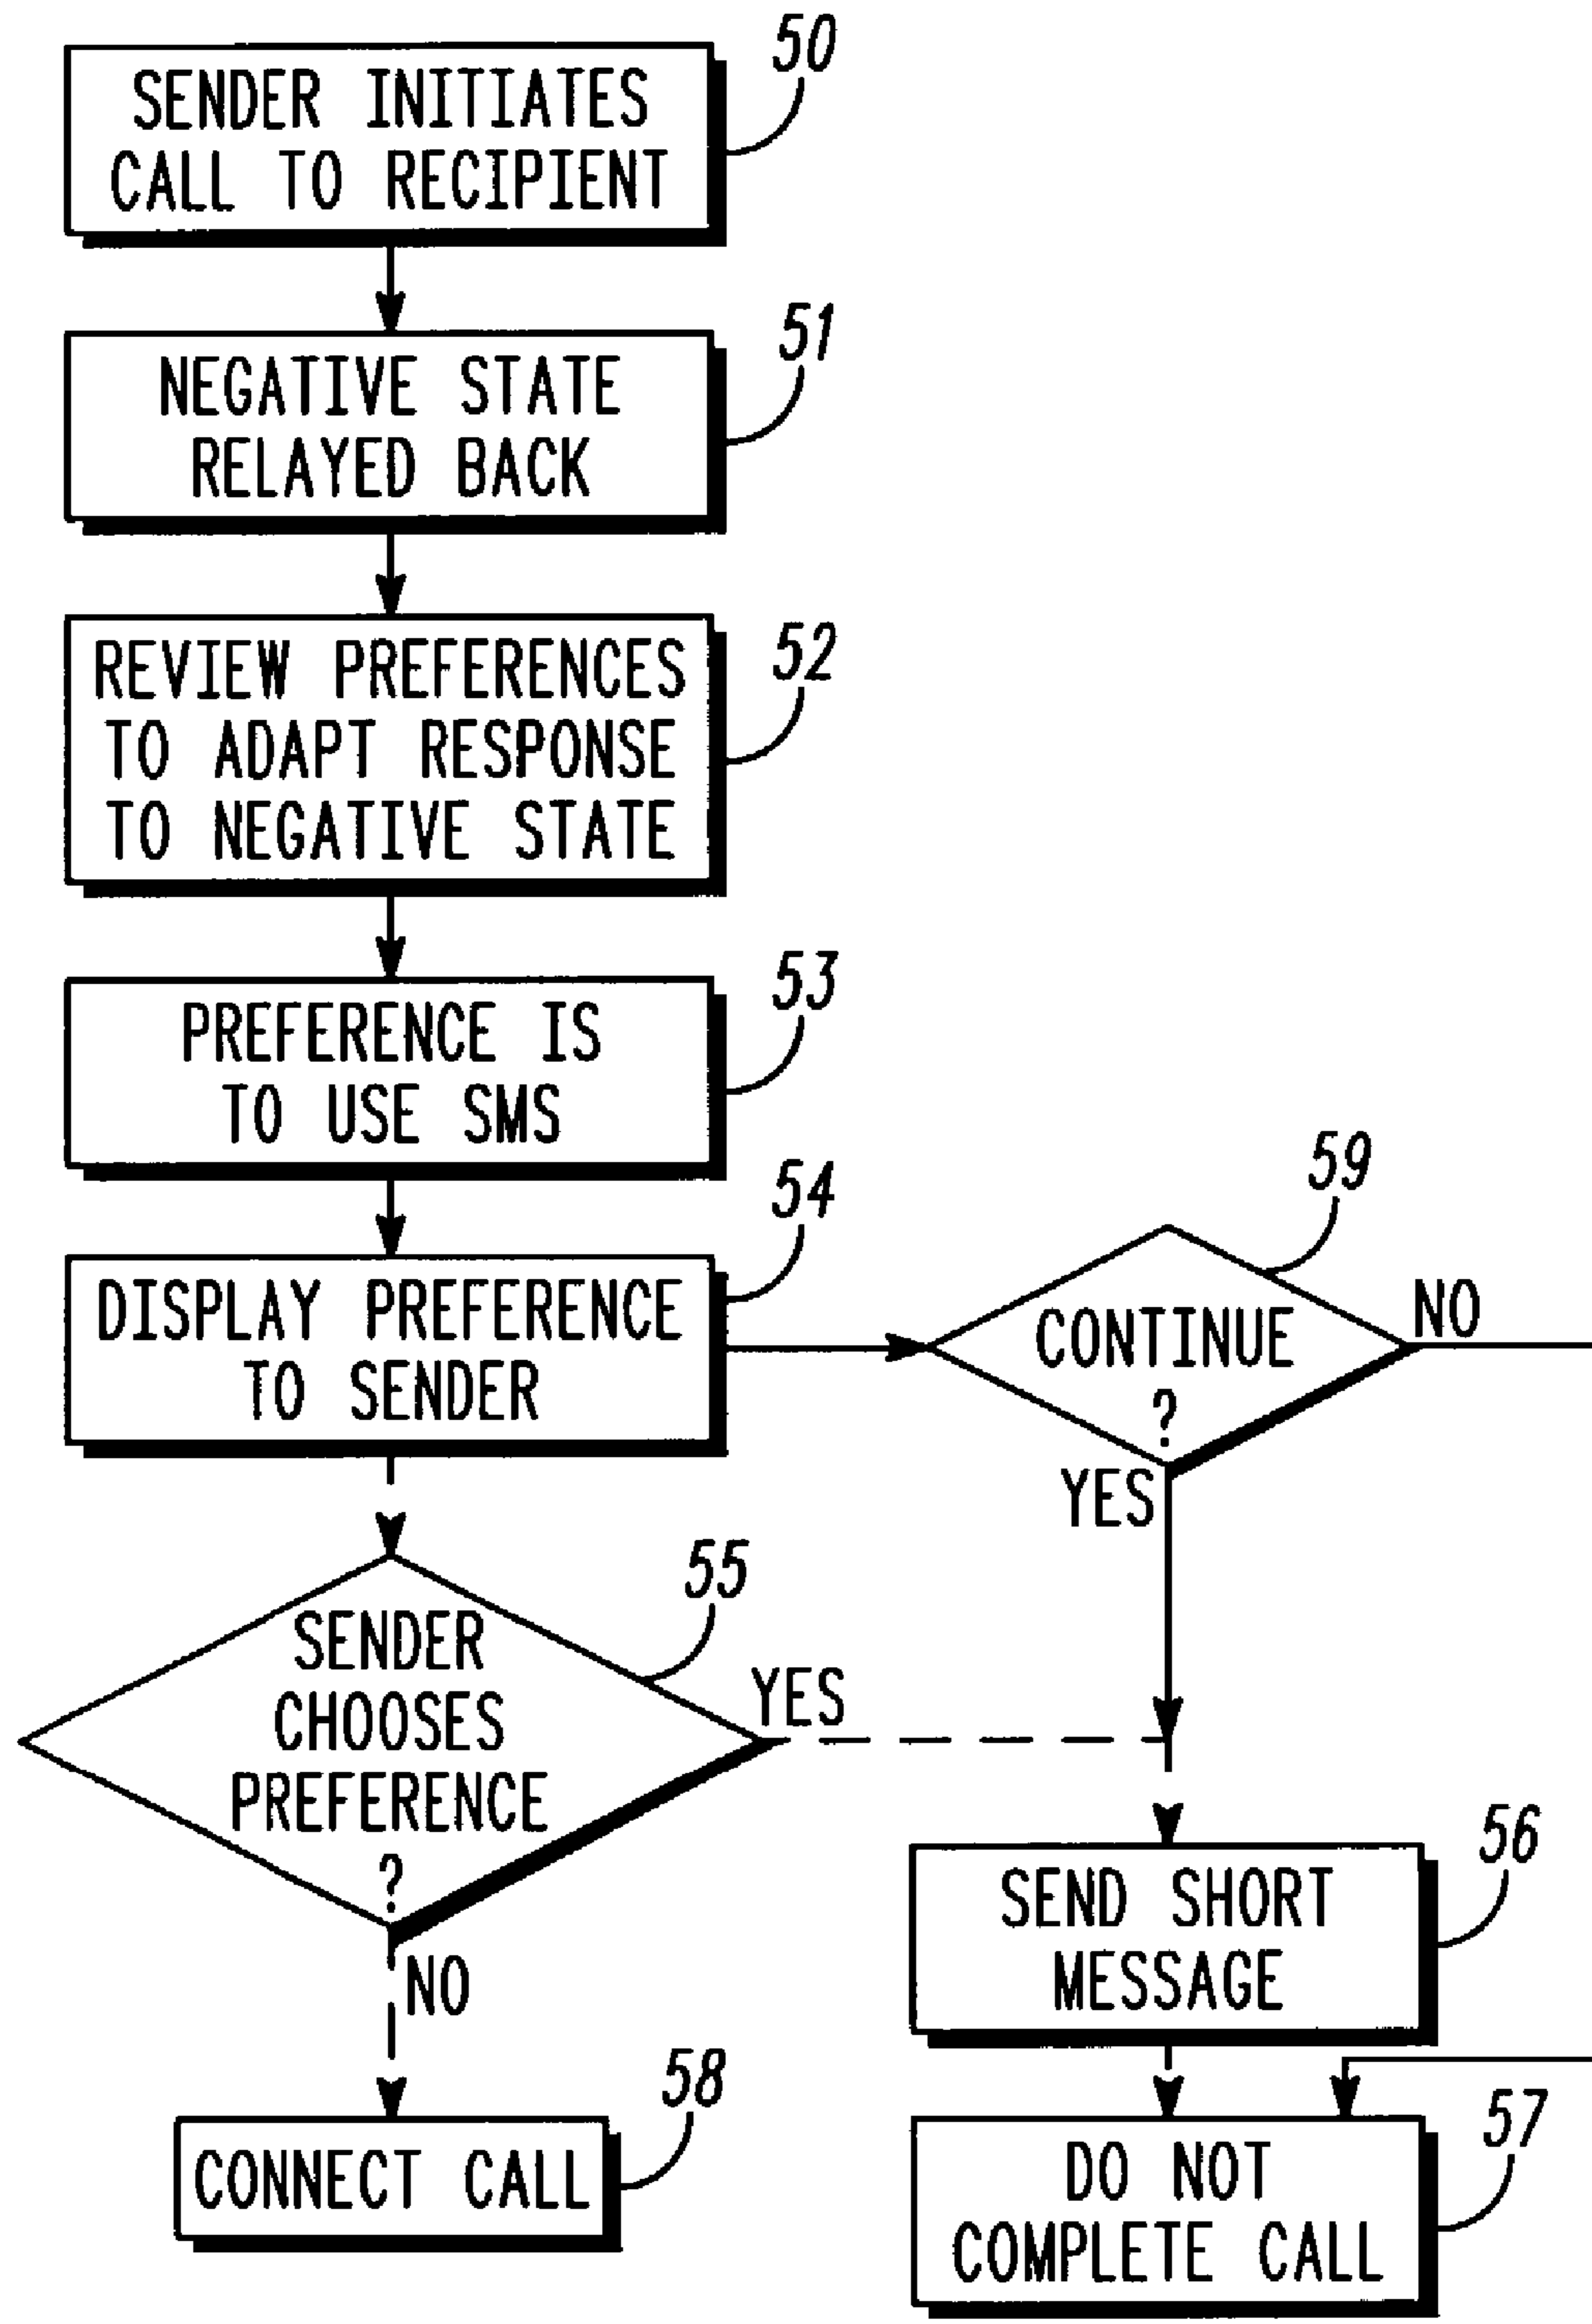 50
SENDER INITIATES
CALL TO RECIPIENT
51
NEGATIVE STATE
RELAYED BACK
52
REVIEW PREFERENCES
TO ADAPT RESPONSE
TO NEGATIVE STATE
53
PREFERENCE IS
TO USE SMS
54
DISPLAY PREFERENCE
TO SENDER
59
CONTINUE
?
NO
YES
55
SENDER
CHOOSES
PREFERENCE
?
YES
NO
56
SEND SHORT
MESSAGE
58
CONNECT CALL
57
DO NOT
COMPLETE CALL